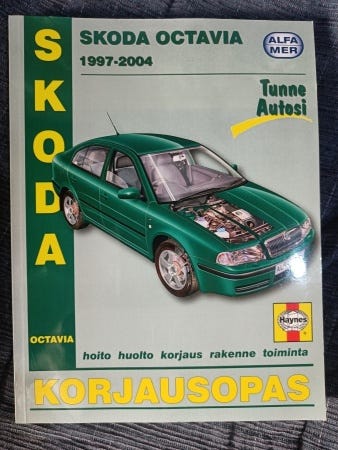 SKODA OCTAVIA
1997-2004
ALFA
MER
Tunne
Autosi
SKODA
Haynes
OCTAVIA
hoito huolto korjaus rakenne toiminta
KORJAUSOPAS